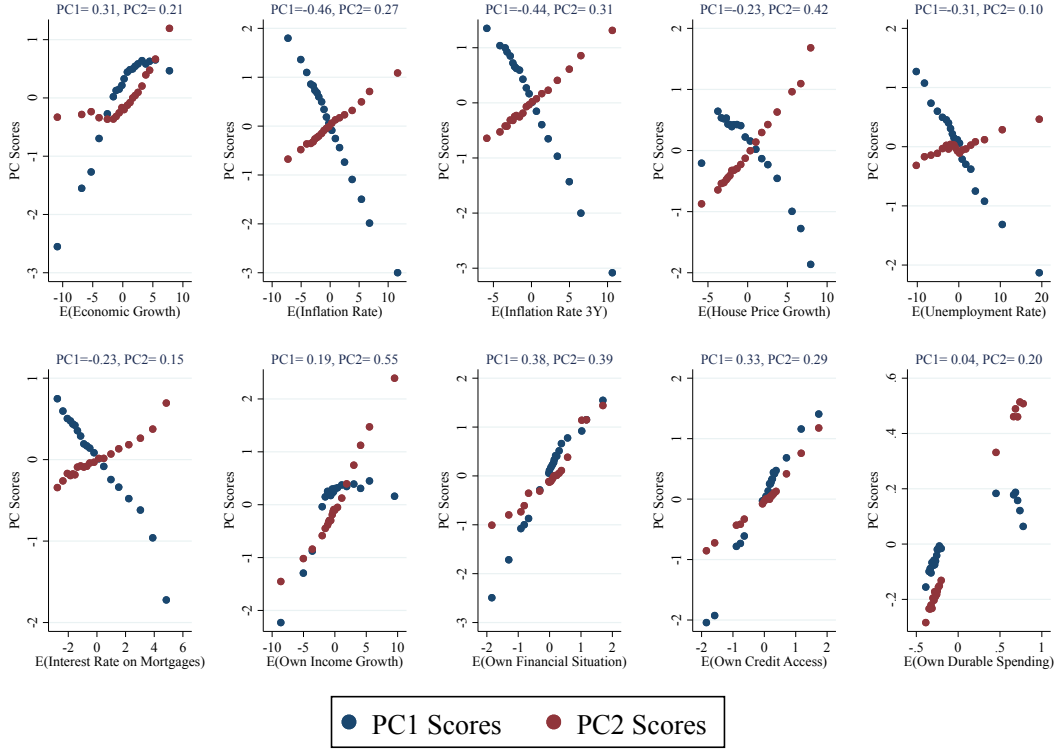 PC1= 0.31, PC2= 0.21
PC Scores
1
0
-1
-2
-3
-10 -5 0 5 10
E(Economic Growth)
PC1=-0.46, PC2= 0.27
PC Scores
2
1
0
-1
-2
-3
-10 -5 0 5 10
E(Inflation Rate)
PC1=-0.44, PC2= 0.31
PC Scores
1
0
-1
-2
-3
-5 0 5 10
E(Inflation Rate 3Y)
PC1=-0.23, PC2= 0.42
PC Scores
2
1
0
-1
-2
-5 0 5 10
E(House Price Growth)
PC1=-0.31, PC2= 0.10
PC Scores
2
1
0
-1
-2
-10 0 10 20
E(Unemployment Rate)
PC1=-0.23, PC2= 0.15
PC Scores
1
0
-1
-2
-2 0 2 4 6
E(Interest Rate on Mortgages)
PC1= 0.19, PC2= 0.55
PC Scores
2
1
0
-1
-2
-10 -5 0 5 10
E(Own Income Growth)
PC1= 0.38, PC2= 0.39
PC Scores
2
1
0
-1
-2
-3
-2 -1 0 1 2
E(Own Financial Situation)
PC1= 0.33, PC2= 0.29
PC Scores
2
1
0
-1
-2
-2 -1 0 1 2
E(Own Credit Access)
PC1= 0.04, PC2= 0.20
PC Scores
.6
.4
.2
0
-.2
-.5 0 .5 1
E(Own Durable Spending)
PC1 Scores PC2 Scores